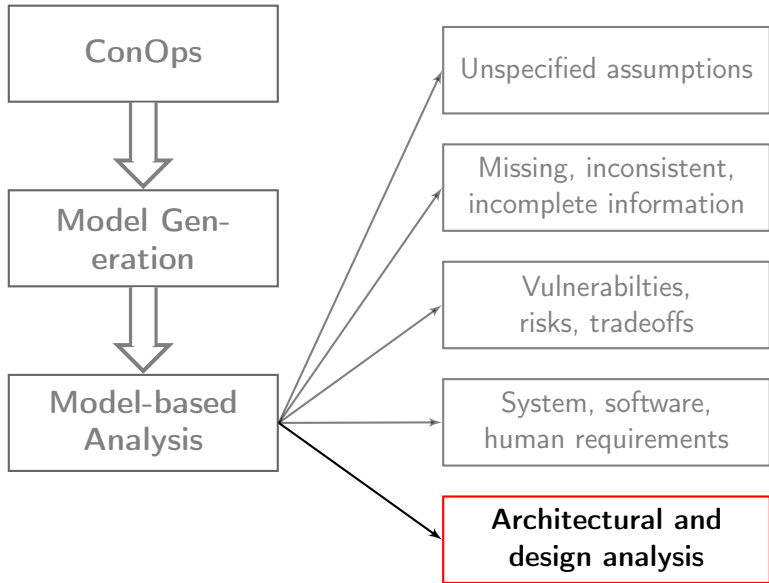 ConOps
Model Gen-
eration
Model-based
Analysis
Unspecified assumptions
Missing, inconsistent,
incomplete information
Vulnerabilties,
risks, tradeoffs
System, software,
human requirements
Architectural and
design analysis